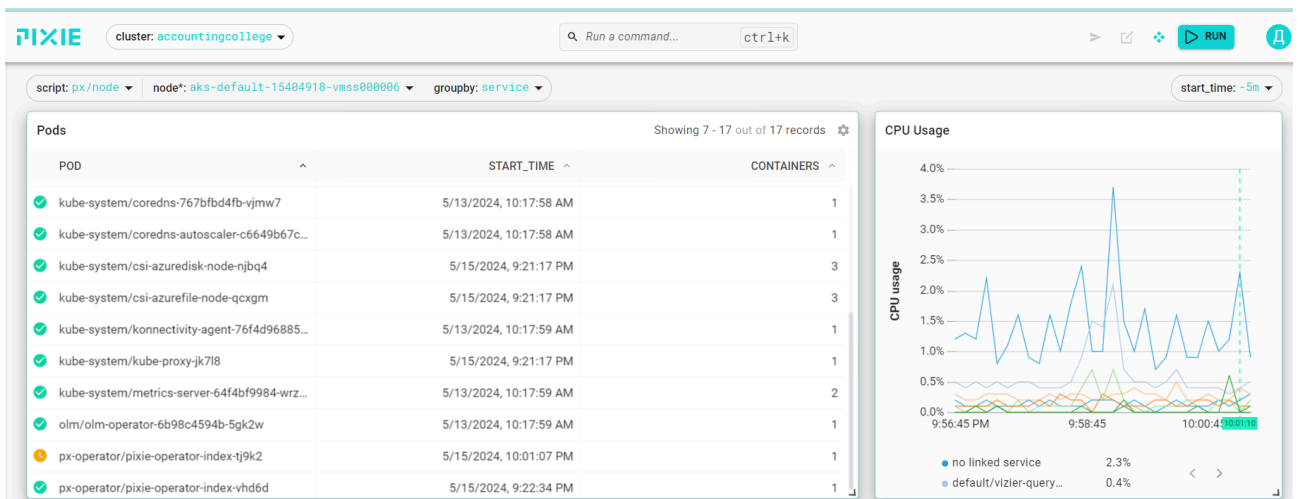 PIXIE
cluster: accountingcollege
Run a command... ctrl+k
RUN
Д
script: px/node node*: aks-default-15404918-vmss000006 groupby: service
start_time: -5m
Pods
Showing 7 - 17 out of 17 records
POD START_TIME CONTAINERS
kube-system/coredns-767bfbd4fb-vjmw7 5/13/2024, 10:17:58 AM 1
kube-system/coredns-autoscaler-c6649b67c... 5/13/2024, 10:17:58 AM 1
kube-system/csi-azuredisk-node-njbq4 5/15/2024, 9:21:17 PM 3
kube-system/csi-azurefile-node-qcxgm 5/15/2024, 9:21:17 PM 3
kube-system/konnectivity-agent-76f4d96885... 5/13/2024, 10:17:59 AM 1
kube-system/kube-proxy-jk7l8 5/15/2024, 9:21:17 PM 1
kube-system/metrics-server-64f4bf9984-wrz... 5/13/2024, 10:17:59 AM 2
olm/olm-operator-6b98c4594b-5gk2w 5/13/2024, 10:17:59 AM 1
px-operator/pixie-operator-index-tj9k2 5/15/2024, 10:01:07 PM 1
px-operator/pixie-operator-index-vhd6d 5/15/2024, 9:22:34 PM 1
CPU Usage
CPU usage
4.0%
3.5%
3.0%
2.5%
2.0%
1.5%
1.0%
0.5%
0.0%
9:56:45 PM 9:58:45 10:00:4 10:01:10
no linked service 2.3%
default/vizier-query... 0.4%